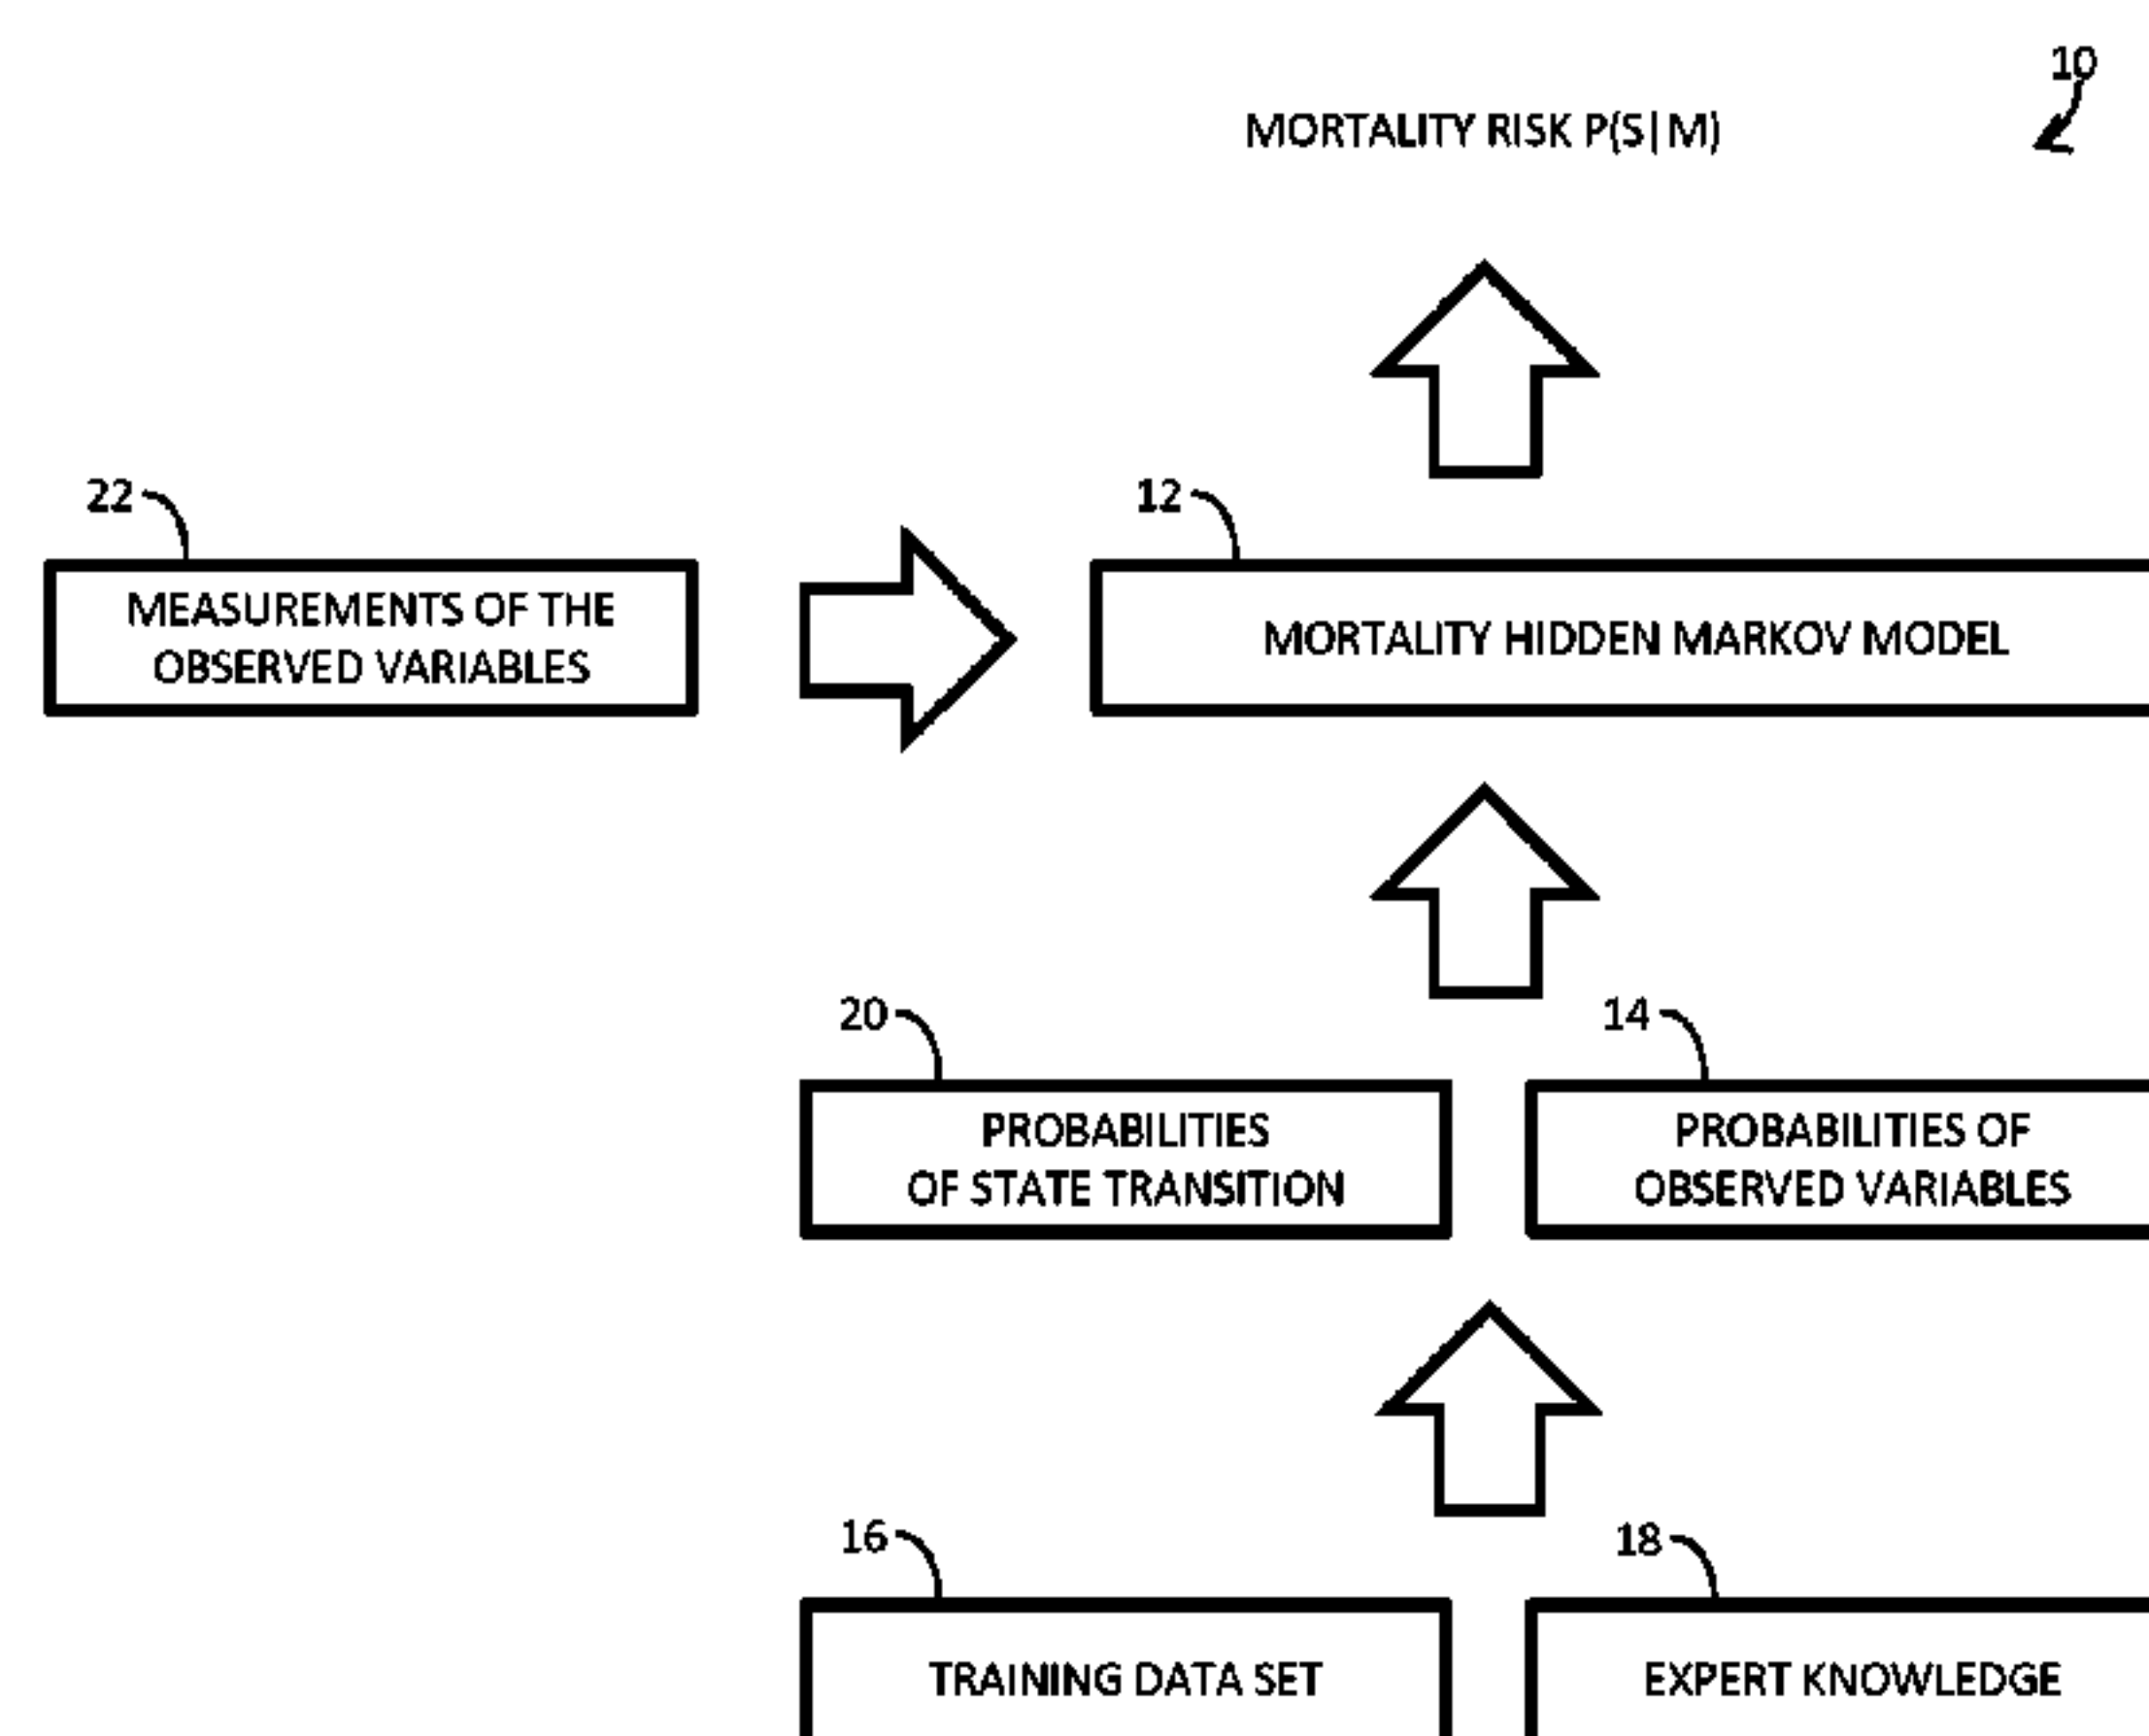 10
MORTALITY RISK P(S|M)
22
12
MEASUREMENTS OF THE
OBSERVED VARIABLES
MORTALITY HIDDEN MARKOV MODEL
20
14
PROBABILITIES
OF STATE TRANSITION
PROBABILITIES OF
OBSERVED VARIABLES
16
18
TRAINING DATA SET
EXPERT KNOWLEDGE